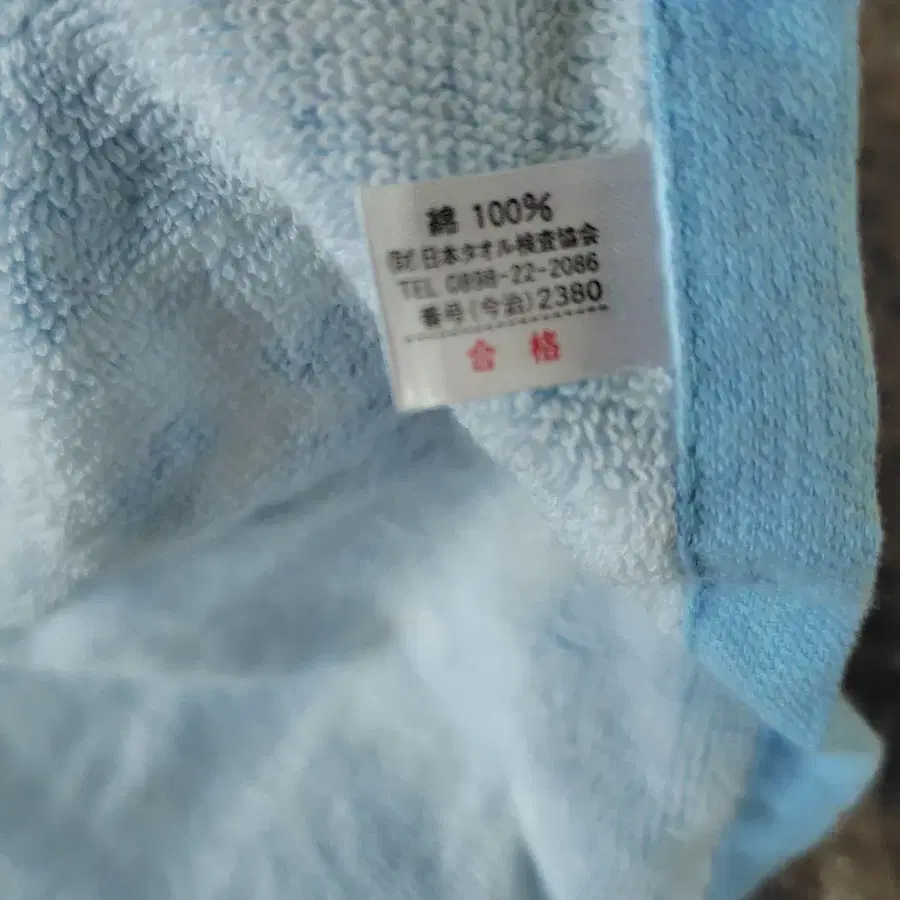 綿 100%
(財)日本タオル検査協会
TEL 0898-22-2086
番号(今治)2380
合格